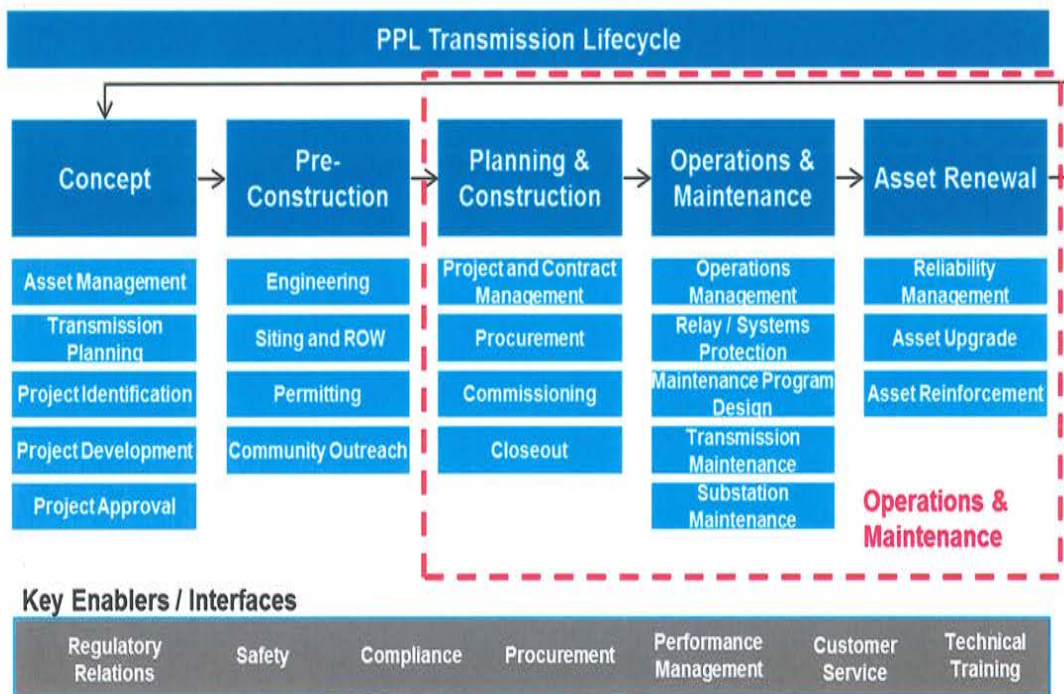 PPL Transmission Lifecycle
Concept
Pre-
Construction
Planning &
Construction
Operations &
Maintenance
Asset Renewal
Asset Management
Transmission
Planning
Project Identification
Project Development
Project Approval
Engineering
Siting and ROW
Permitting
Community Outreach
Project and Contract
Management
Procurement
Commissioning
Closeout
Operations
Management
Relay / Systems
Protection
Maintenance Program
Design
Transmission
Maintenance
Substation
Maintenance
Reliability
Management
Asset Upgrade
Asset Reinforcement
Operations &
Maintenance
Key Enablers / Interfaces
Regulatory
Relations
Safety
Compliance
Procurement
Performance
Management
Customer
Service
Technical
Training